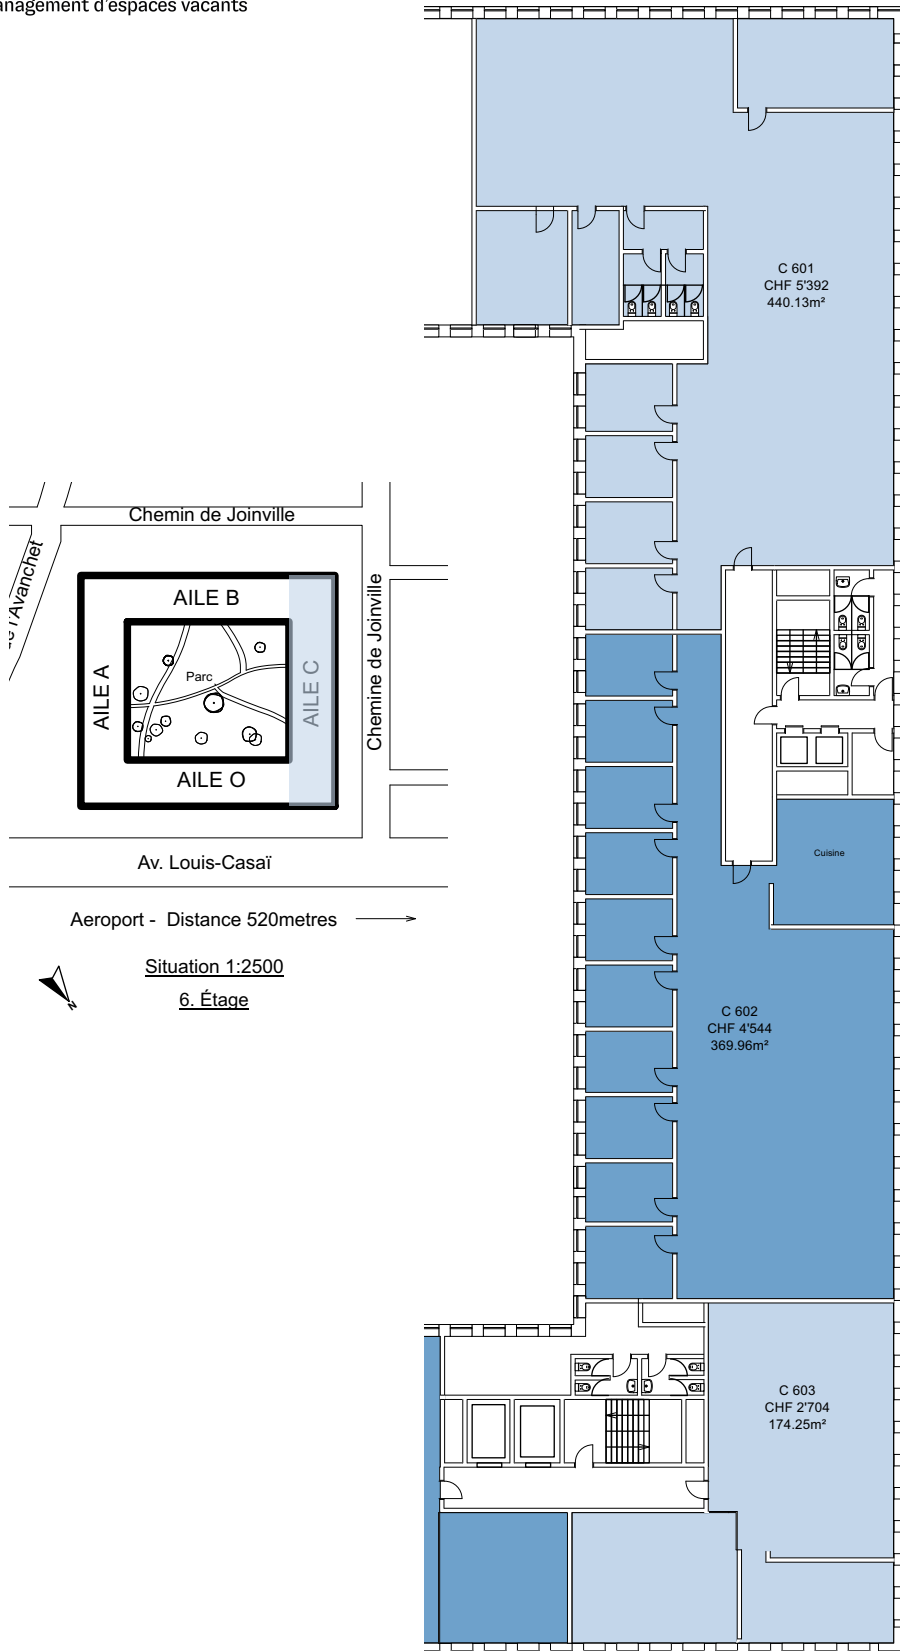 d'espaces vacants
C 601
CHF 5'392
440.13m²
Chemin de Joinville
l'Avanchet
AILE B
Chemine de Joinville
AILE A
Parc
AILE C
AILE O
Av. Louis-Casaï
Cuisine
Aeroport - Distance 520metres
Situation 1:2500
6. Étage
N
C 602
CHF 4'544
369.96m²
C 603
CHF 2'704
174.25m²